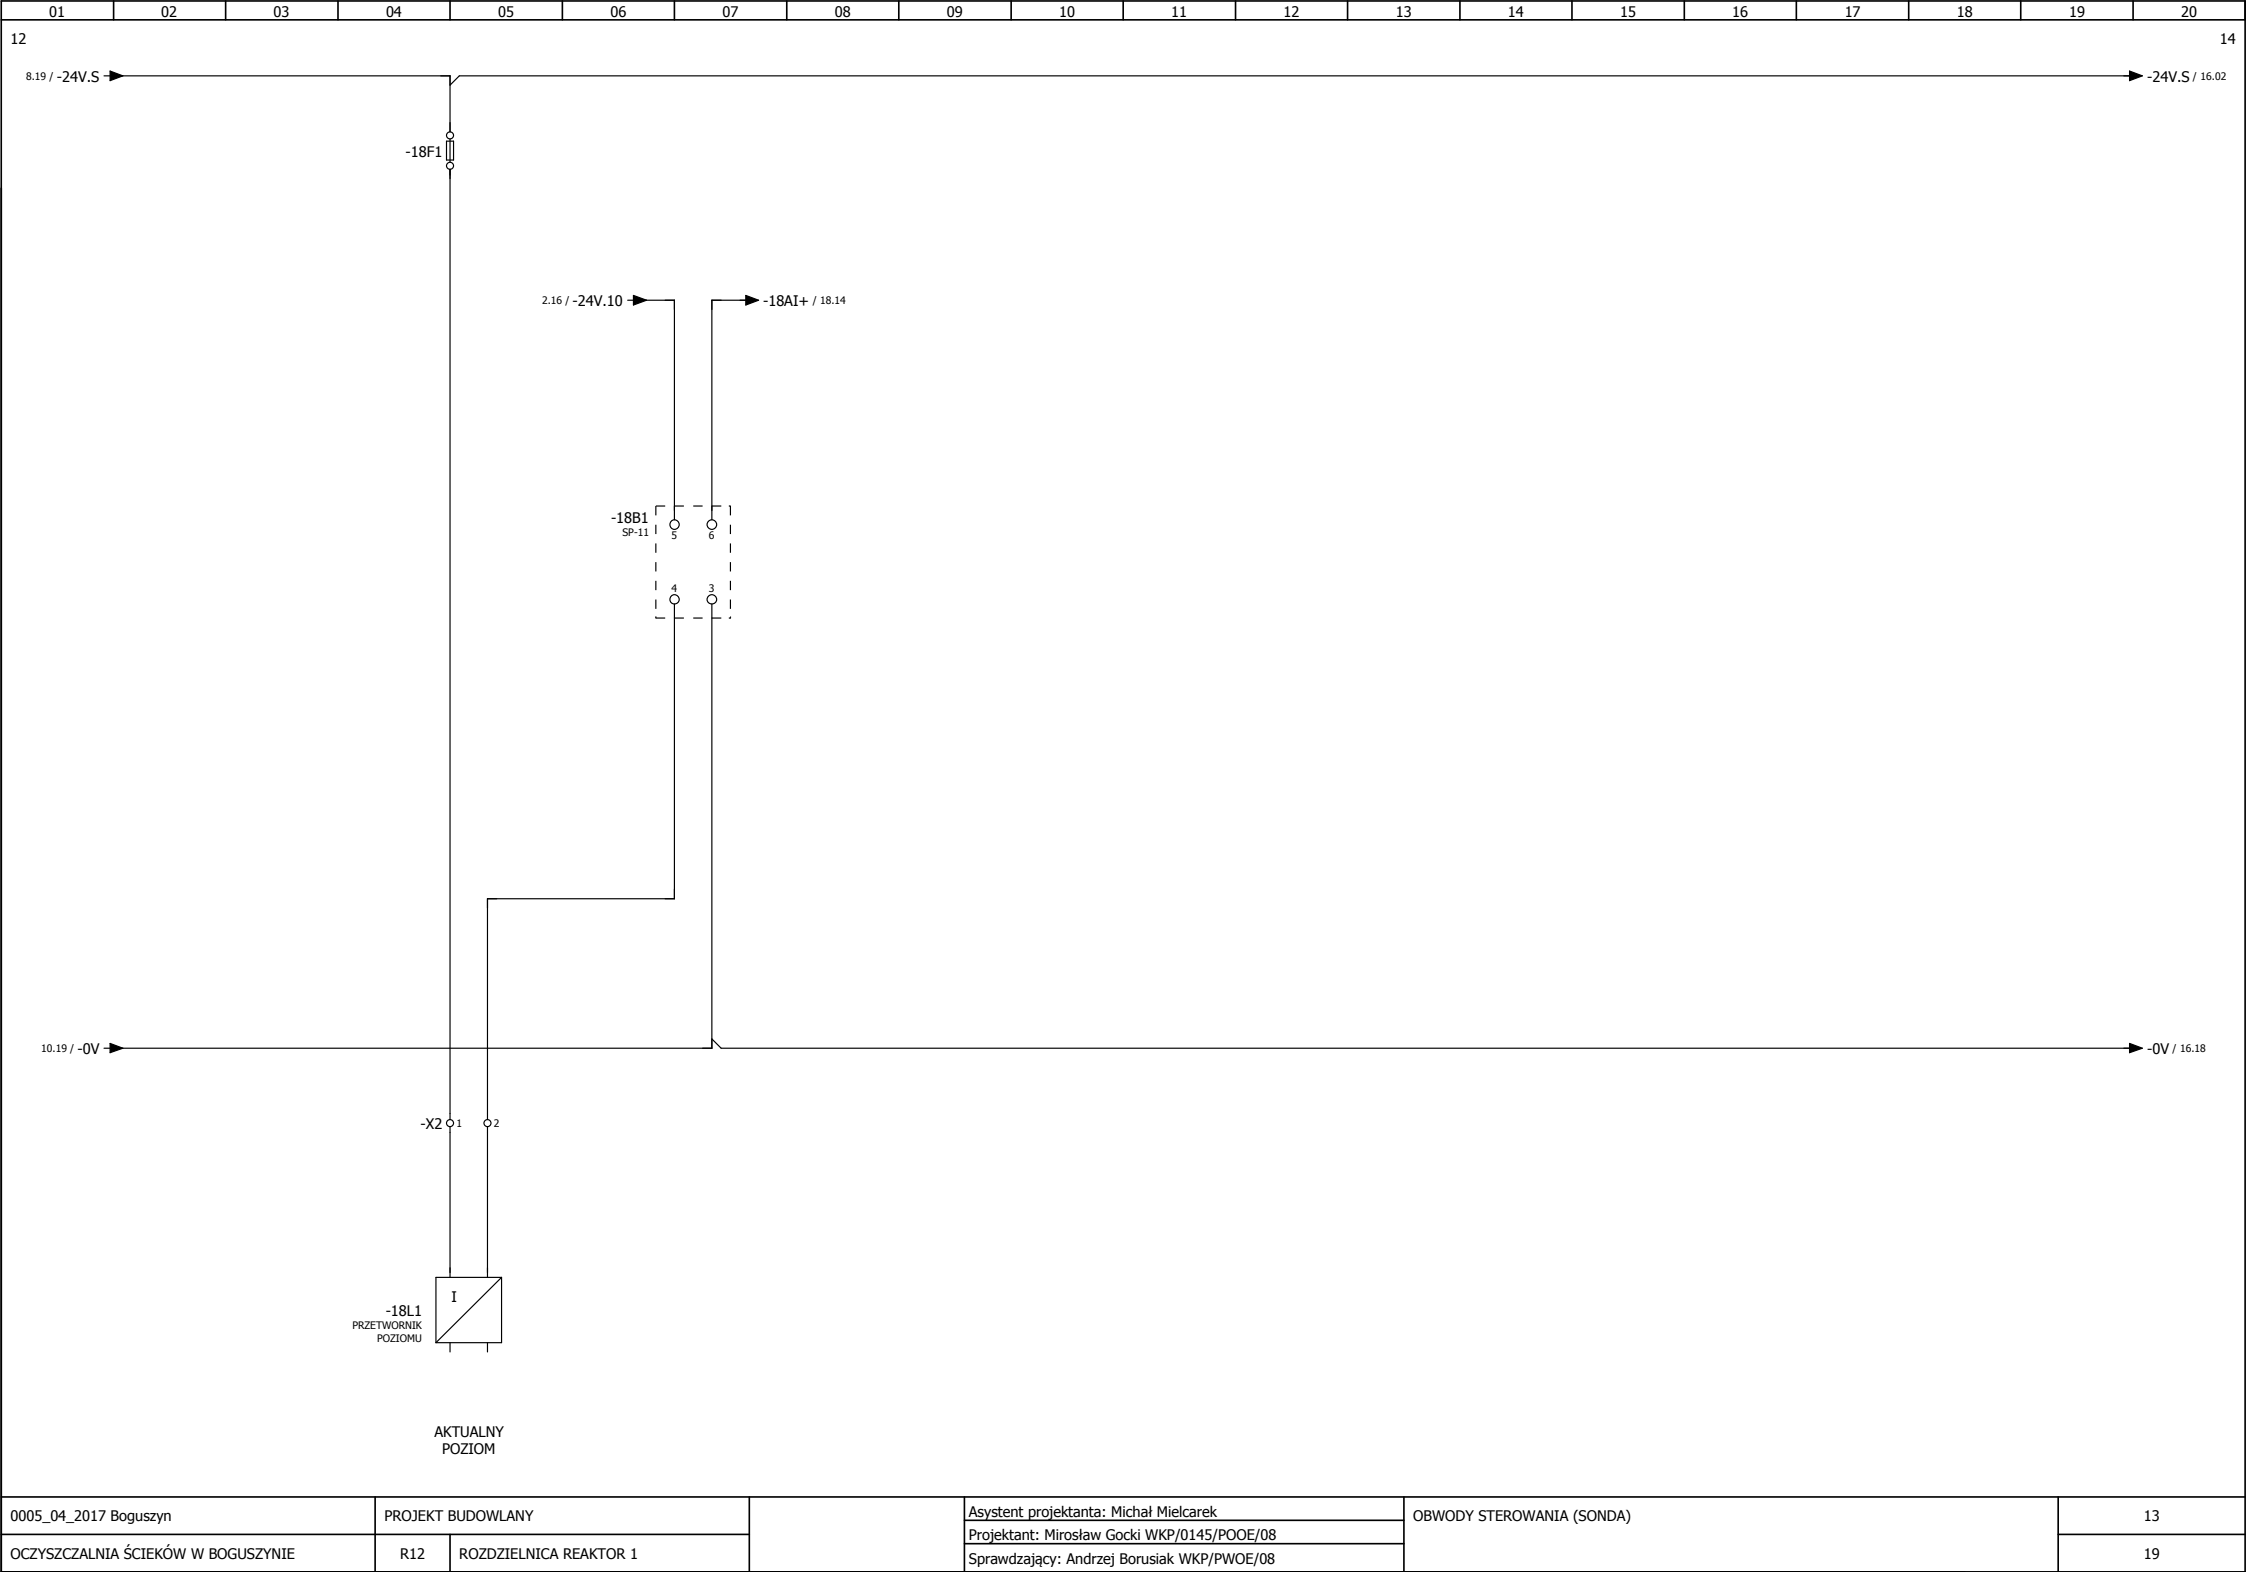 01 02 03 04 05 06 07 08 09 10 11 12 13 14 15 16 17 18 19 20
12 14
8.19 / -24V.S -24V.S / 16.02
-18F1
2.16 / -24V.10 -18AI+ / 18.14
-18B1
SP-11
5 6
4 3
10.19 / -0V -0V / 16.18
-X2 1 2
I
-18L1
PRZETWORNIK
POZIOMU
AKTUALNY
POZIOM
0005_04_2017 Boguszyn
OCZYSZCZALNIA ŚCIEKÓW W BOGUSZYNIE
PROJEKT BUDOWLANY
R12 ROZDZIELNICA REAKTOR 1
Asystent projektanta: Michał Mielcarek
Projektant: Mirosław Gocki WKP/0145/POOE/08
Sprawdzający: Andrzej Borusiak WKP/PWOE/08
OBWODY STEROWANIA (SONDA)
13
19